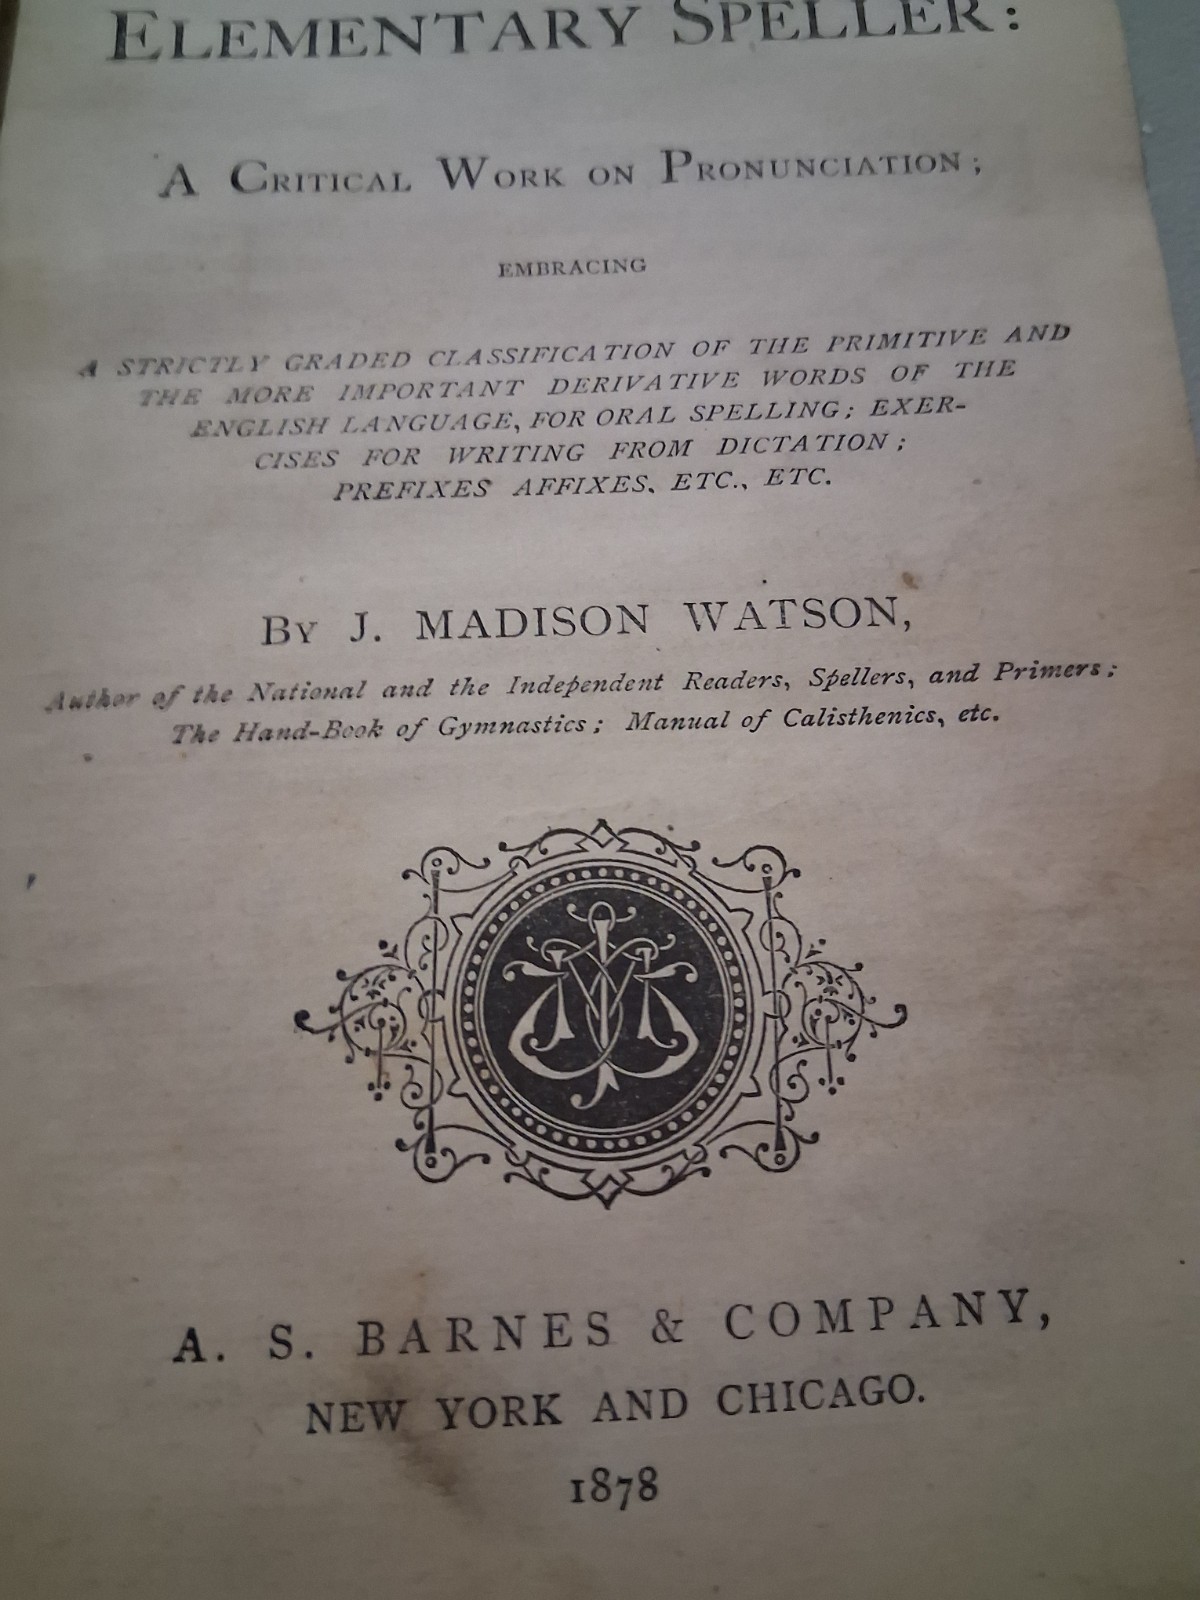 ELEMENTARY SPELLER:
A CRITICAL WORK ON PRONUNCIATION;
EMBRACING
A STRICTLY GRADED CLASSIFICATION OF THE PRIMITIVE AND
THE MORE IMPORTANT DERIVATIVE WORDS OF THE
ENGLISH LANGUAGE, FOR ORAL SPELLING; EXER-
CISES FOR WRITING FROM DICTATION;
PREFIXES AFFIXES, ETC., ETC.
BY J. MADISON WATSON,
Author of the National and the Independent Readers, Spellers, and Primers;
The Hand-Book of Gymnastics; Manual of Calisthenics, etc.
A. S. BARNES & COMPANY,
NEW YORK AND CHICAGO.
1878